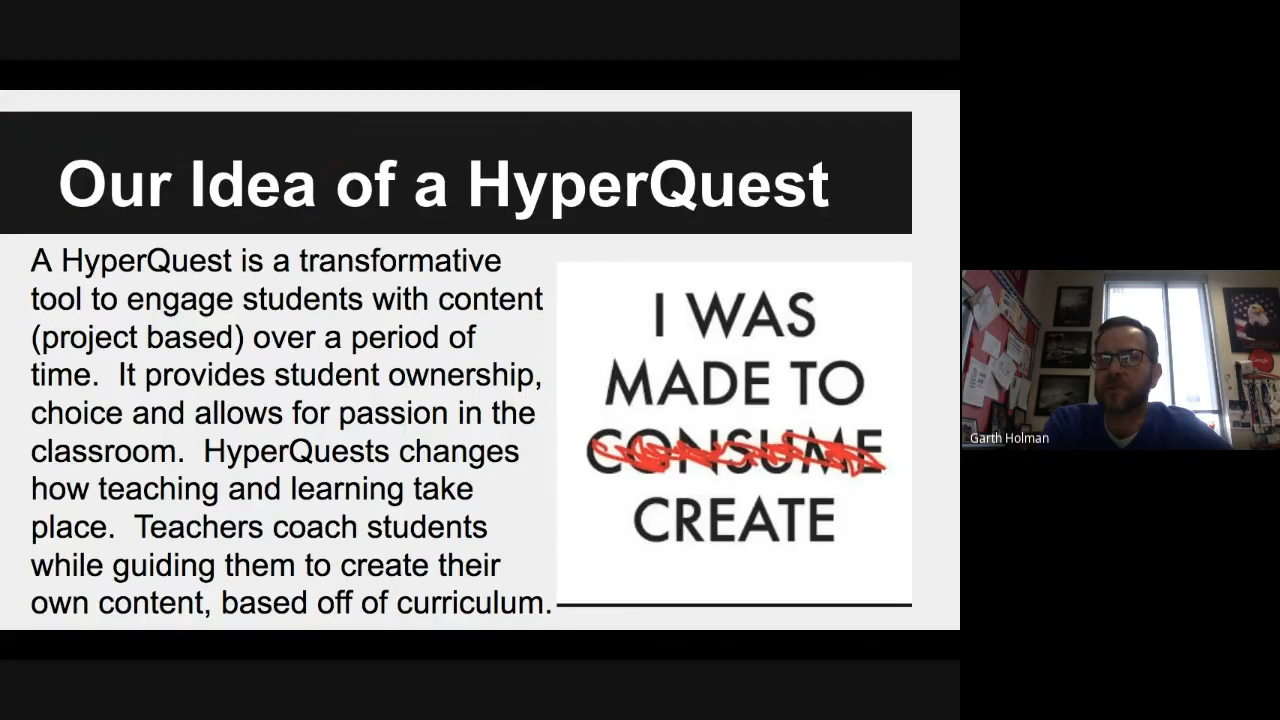 Our Idea of a HyperQuest
A HyperQuest is a transformative
tool to engage students with content
(project based) over a period of
time.  It provides student ownership,
choice and allows for passion in the
classroom.  HyperQuests changes
how teaching and learning take
place.  Teachers coach students
while guiding them to create their
own content, based off of curriculum.
I WAS
MADE TO
CONSUME
CREATE
Garth Holman